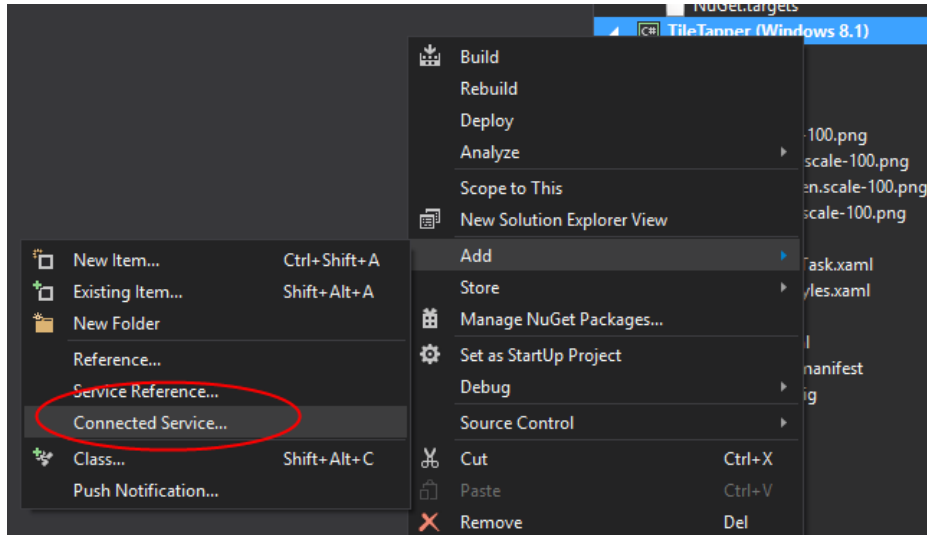 NuGet.targets
C# TileTapper (Windows 8.1)
Build
Rebuild
Deploy
-100.png
Analyze
scale-100.png
Scope to This
en.scale-100.png
New Solution Explorer View
scale-100.png
Add
Task.xaml
Store
yles.xaml
Manage NuGet Packages...
Set as StartUp Project
manifest
Debug
ig
Source Control
Cut Ctrl+X
Paste Ctrl+V
Remove Del
New Item... Ctrl+Shift+A
Existing Item... Shift+Alt+A
New Folder
Reference...
Service Reference...
Connected Service...
Class... Shift+Alt+C
Push Notification...